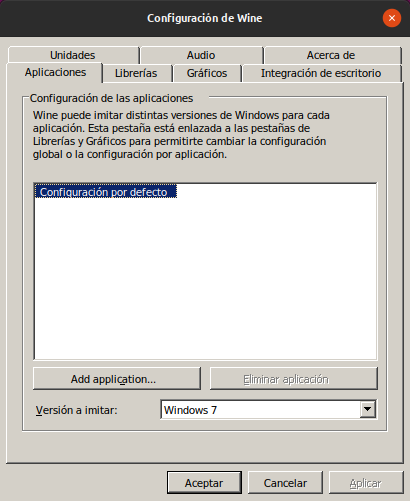 Configuración de Wine
Unidades
Audio
Acerca de
Aplicaciones
Librerías
Gráficos
Integración de escritorio
Configuración de las aplicaciones
Wine puede imitar distintas versiones de Windows para cada
aplicación. Esta pestaña está enlazada a las pestañas de
Librerías y Gráficos para permitirte cambiar la configuración
global o la configuración por aplicación.
Configuración por defecto
Add application...
Eliminar aplicación
Versión a imitar:
Windows 7
Aceptar
Cancelar
Aplicar